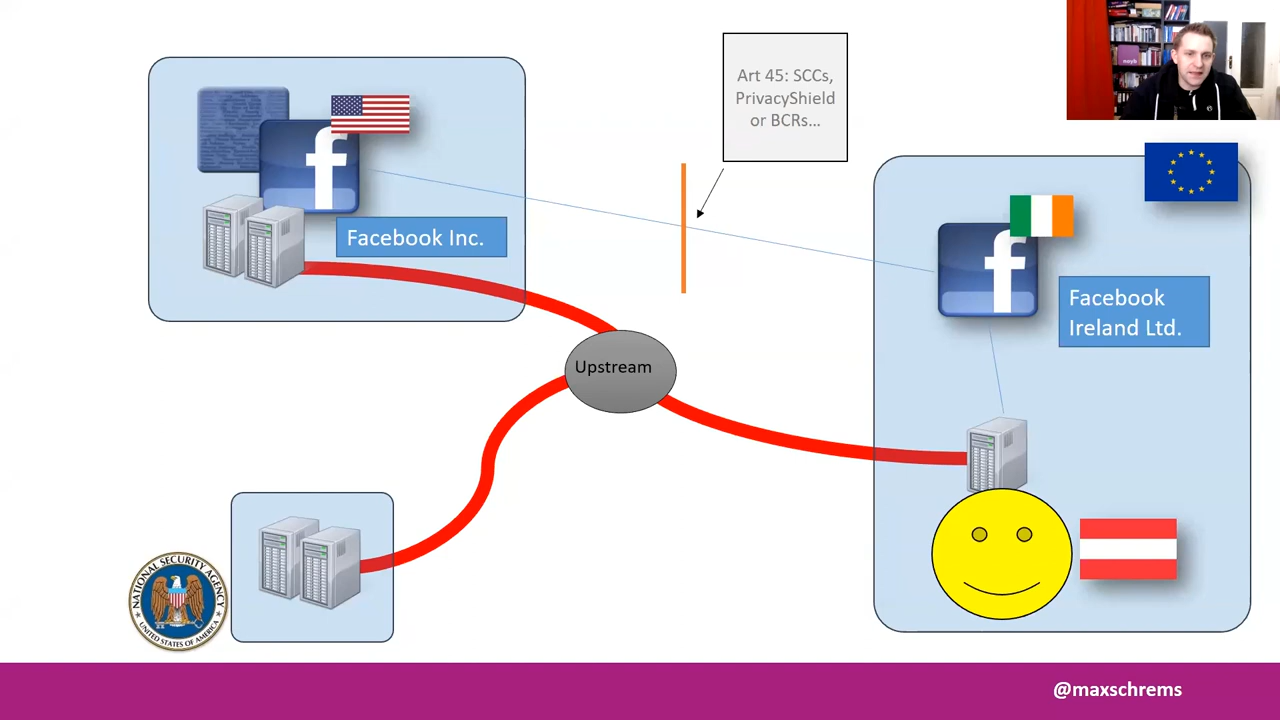 Art 45: SCCs,
PrivacyShield
or BCRs...
noyb
Facebook Inc.
Facebook
Ireland Ltd.
Upstream
NATIONAL SECURITY AGENCY
UNITED STATES OF AMERICA
@maxschrems